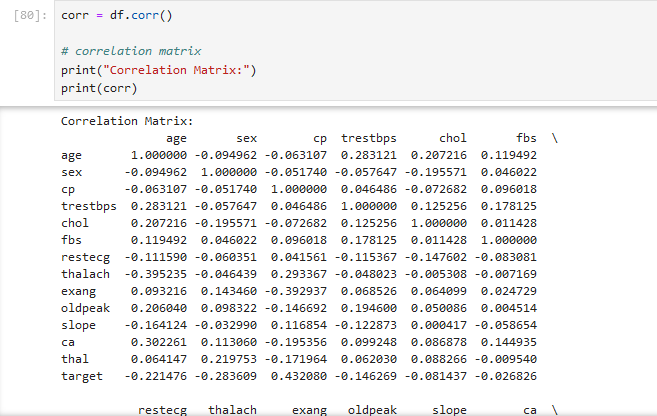 [80]: corr = df.corr()
# correlation matrix
print("Correlation Matrix:")
print(corr)
Correlation Matrix:
age sex cp trestbps chol fbs \
age 1.000000 -0.094962 -0.063107 0.283121 0.207216 0.119492
sex -0.094962 1.000000 -0.051740 -0.057647 -0.195571 0.046022
cp -0.063107 -0.051740 1.000000 0.046486 -0.072682 0.096018
trestbps 0.283121 -0.057647 0.046486 1.000000 0.125256 0.178125
chol 0.207216 -0.195571 -0.072682 0.125256 1.000000 0.011428
fbs 0.119492 0.046022 0.096018 0.178125 0.011428 1.000000
restecg -0.111590 -0.060351 0.041561 -0.115367 -0.147602 -0.083081
thalach -0.395235 -0.046439 0.293367 -0.048023 -0.005308 -0.007169
exang 0.093216 0.143460 -0.392937 0.068526 0.064099 0.024729
oldpeak 0.206040 0.098322 -0.146692 0.194600 0.050086 0.004514
slope -0.164124 -0.032990 0.116854 -0.122873 0.000417 -0.058654
ca 0.302261 0.113060 -0.195356 0.099248 0.086878 0.144935
thal 0.064147 0.219753 -0.171964 0.062030 0.088266 -0.009540
target -0.221476 -0.283609 0.432080 -0.146269 -0.081437 -0.026826
restecg thalach exang oldpeak slope ca \